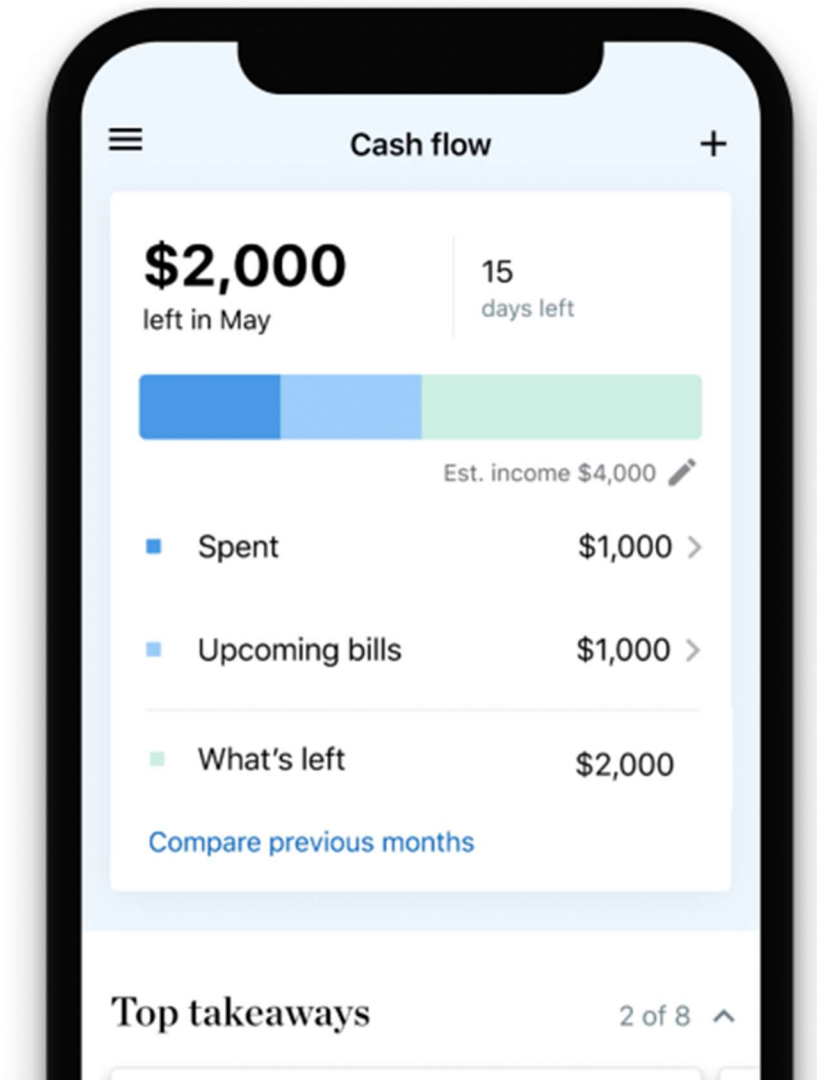 Cash flow
$2,000
left in May
15
days left
Est. income $4,000
Spent $1,000
Upcoming bills $1,000
What's left $2,000
Compare previous months
Top takeaways 2 of 8